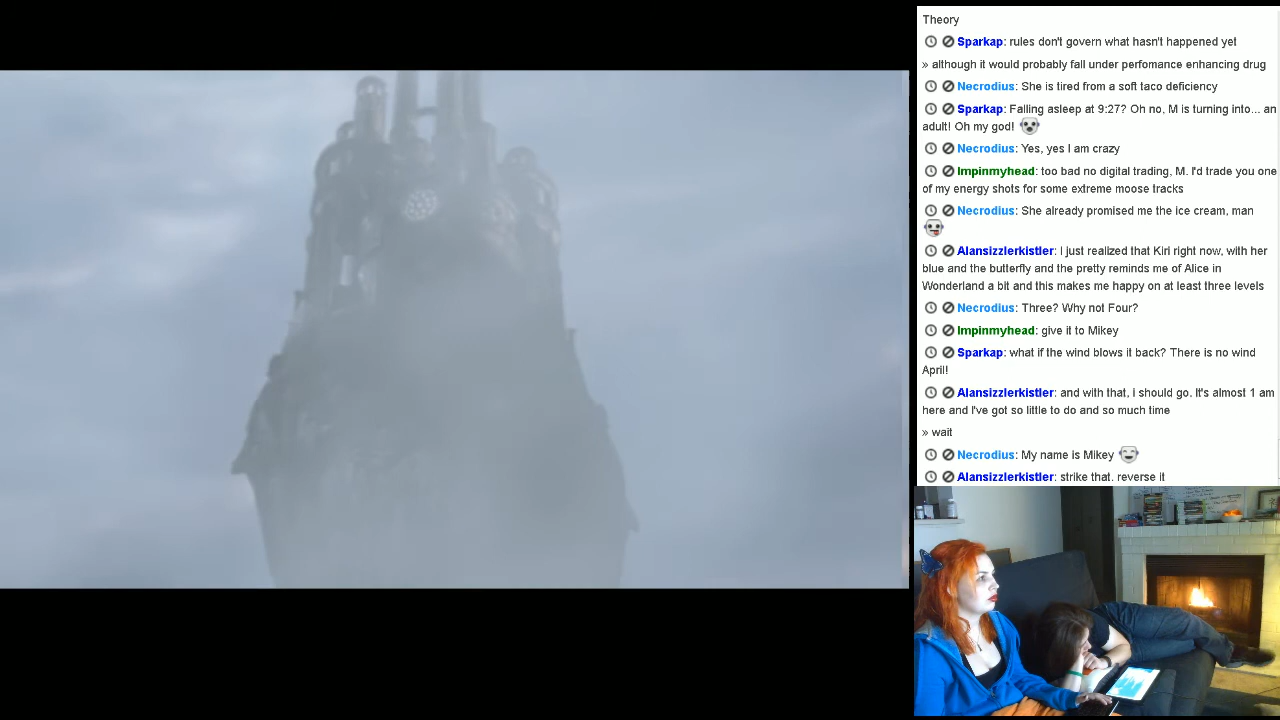 Theory
Sparkap: rules don't govern what hasn't happened yet
» although it would probably fall under perfomance enhancing drug
Necrodius: She is tired from a soft taco deficiency
Sparkap: Falling asleep at 9:27? Oh no, M is turning into... an
adult! Oh my god!
Necrodius: Yes, yes I am crazy
Impinmyhead: too bad no digital trading, M. I'd trade you one
of my energy shots for some extreme moose tracks
Necrodius: She already promised me the ice cream, man
Alansizzlerkistler: I just realized that Kiri right now, with her
blue and the butterfly and the pretty reminds me of Alice in
Wonderland a bit and this makes me happy on at least three levels
Necrodius: Three? Why not Four?
Impinmyhead: give it to Mikey
Sparkap: what if the wind blows it back? There is no wind
April!
Alansizzlerkistler: and with that, i should go. It's almost 1 am
here and I've got so little to do and so much time
» wait
Necrodius: My name is Mikey
Alansizzlerkistler: strike that. reverse it